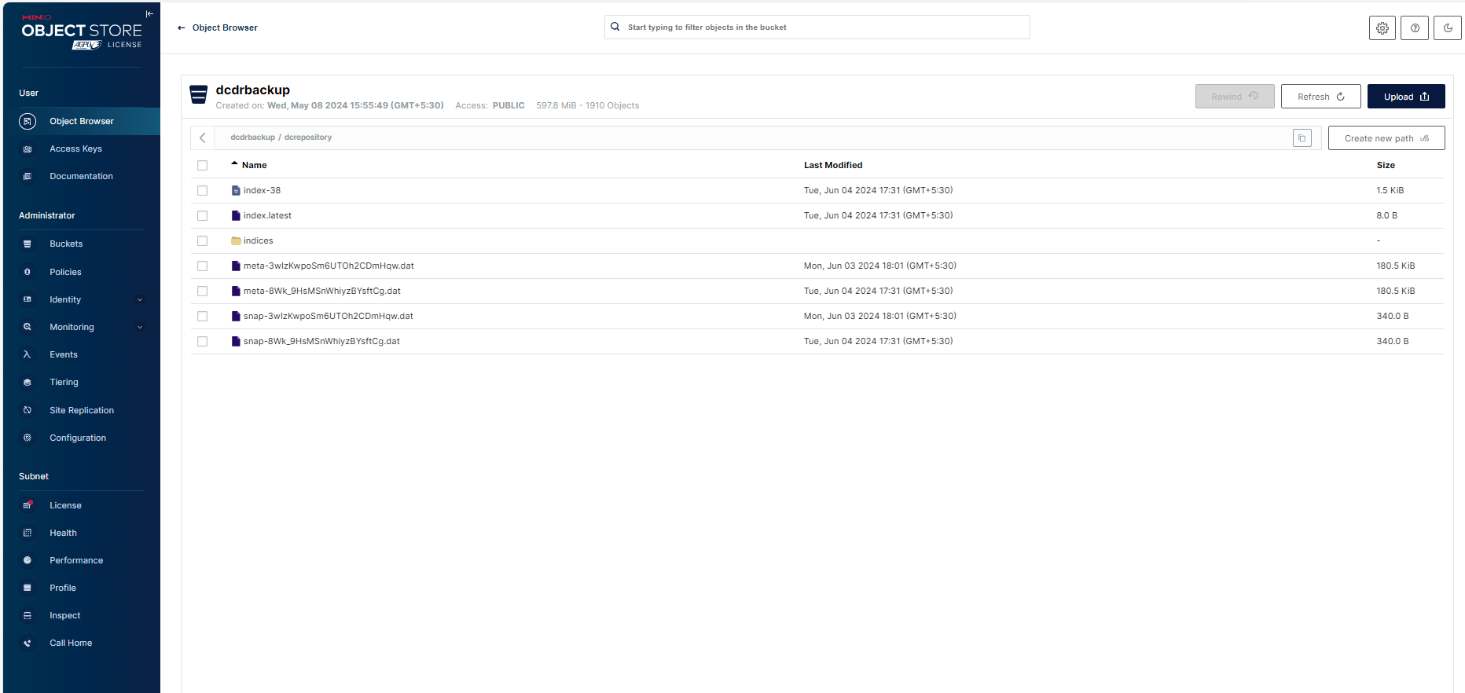 MINIO
OBJECT STORE
AGPLV3 LICENSE
User
Object Browser
Access Keys
Documentation
Administrator
Buckets
Policies
Identity
Monitoring
Events
Tiering
Site Replication
Configuration
Subnet
License
Health
Performance
Profile
Inspect
Call Home
← Object Browser
Start typing to filter objects in the bucket
dcdrbackup
Created on: Wed, May 08 2024 15:55:49 (GMT+5:30) Access: PUBLIC 597.8 MiB - 1910 Objects
Rewind
Refresh
Upload
dcdrbackup / dcrepository
Create new path
Name Last Modified Size
index-38 Tue, Jun 04 2024 17:31 (GMT+5:30) 1.5 KiB
index.latest Tue, Jun 04 2024 17:31 (GMT+5:30) 8.0 B
indices -
meta-3wIzKwpoSm6UTOh2CDmHqw.dat Mon, Jun 03 2024 18:01 (GMT+5:30) 180.5 KiB
meta-8Wk_9HsMSnWhiyzBYsftCg.dat Tue, Jun 04 2024 17:31 (GMT+5:30) 180.5 KiB
snap-3wIzKwpoSm6UTOh2CDmHqw.dat Mon, Jun 03 2024 18:01 (GMT+5:30) 340.0 B
snap-8Wk_9HsMSnWhiyzBYsftCg.dat Tue, Jun 04 2024 17:31 (GMT+5:30) 340.0 B